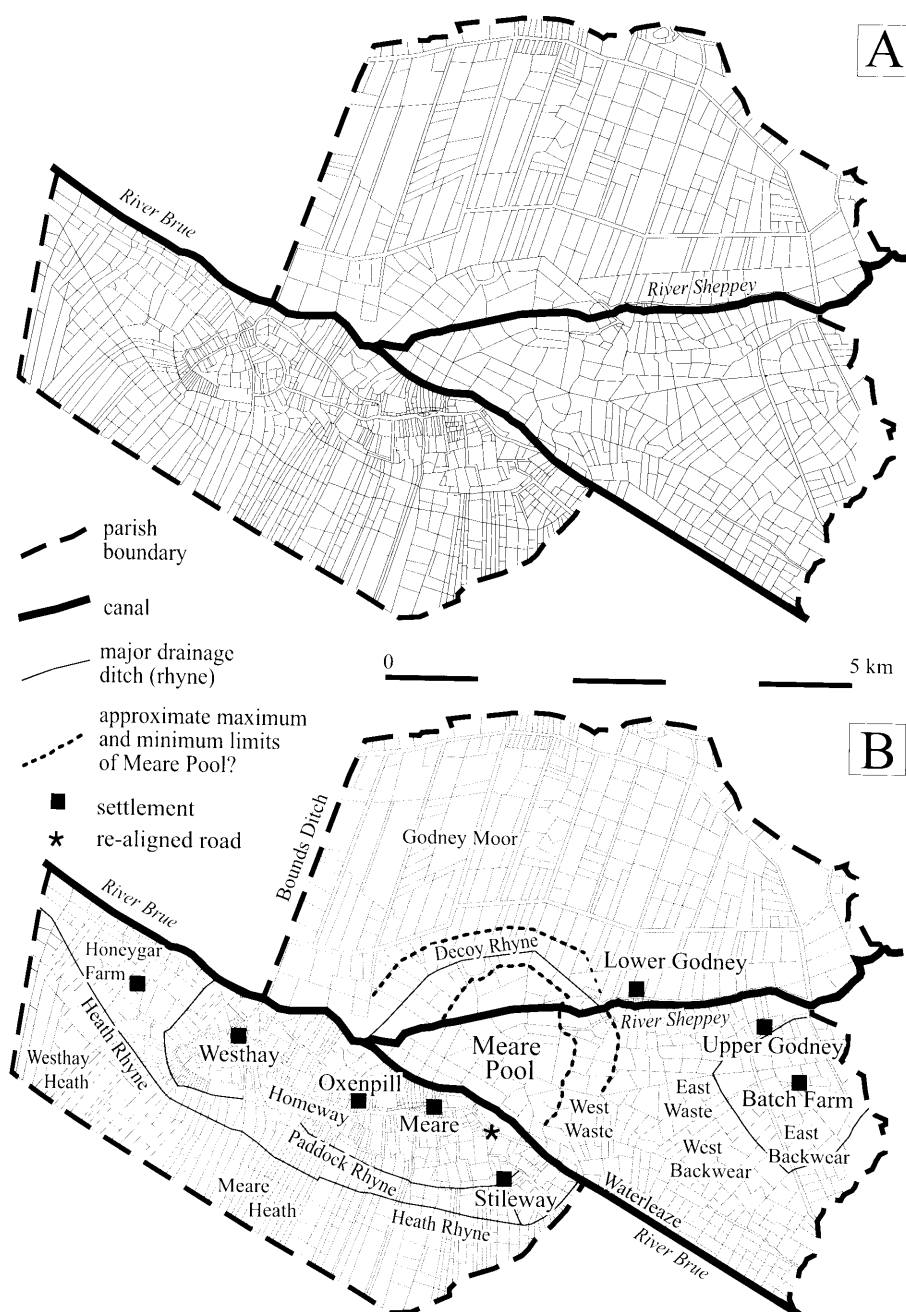 A
River Brue
River Sheppey
parish
boundary
canal
major drainage
ditch (rhyne)
approximate maximum
and minimum limits
of Meare Pool?
settlement
re-aligned road
0
5 km
B
Bounds Ditch
Godney Moor
River Brue
Honeygar
Farm
Decoy Rhyne
Lower Godney
River Sheppey
Heath Rhyne
Westhay
Heath
Westhay
Meare
Pool
Upper Godney
Oxenpill
Homeway
Meare
West
Waste
East
Waste
Batch Farm
East
Backwear
West
Backwear
Paddock Rhyne
Stileway
Meare
Heath
Heath Rhyne
Waterleaze
River Brue